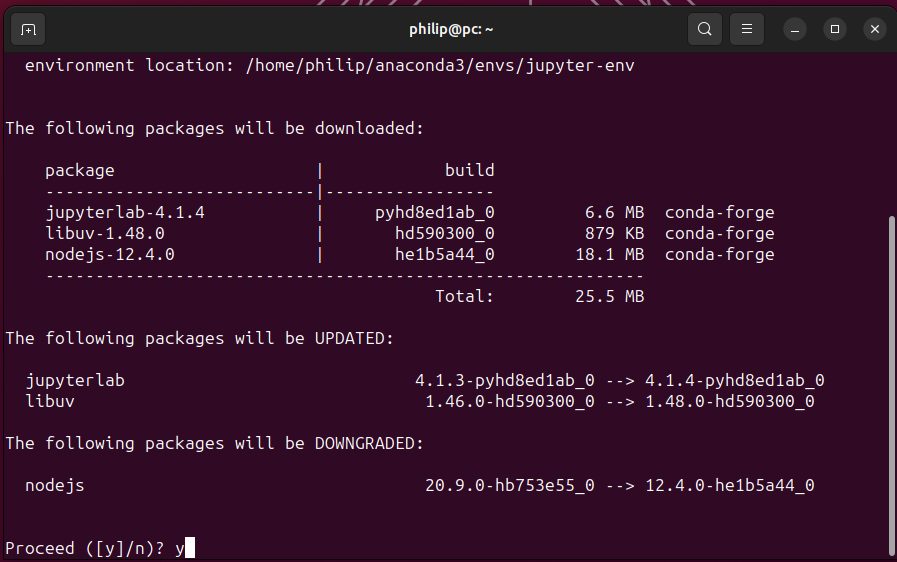 philip@pc: ~
environment location: /home/philip/anaconda3/envs/jupyter-env
The following packages will be downloaded:
package | build
---------------------------|-----------------
jupyterlab-4.1.4 | pyhd8ed1ab_0 6.6 MB conda-forge
libuv-1.48.0 | hd590300_0 879 KB conda-forge
nodejs-12.4.0 | he1b5a44_0 18.1 MB conda-forge
------------------------------------------------------------
Total: 25.5 MB
The following packages will be UPDATED:
jupyterlab 4.1.3-pyhd8ed1ab_0 --> 4.1.4-pyhd8ed1ab_0
libuv 1.46.0-hd590300_0 --> 1.48.0-hd590300_0
The following packages will be DOWNGRADED:
nodejs 20.9.0-hb753e55_0 --> 12.4.0-he1b5a44_0
Proceed ([y]/n)? y